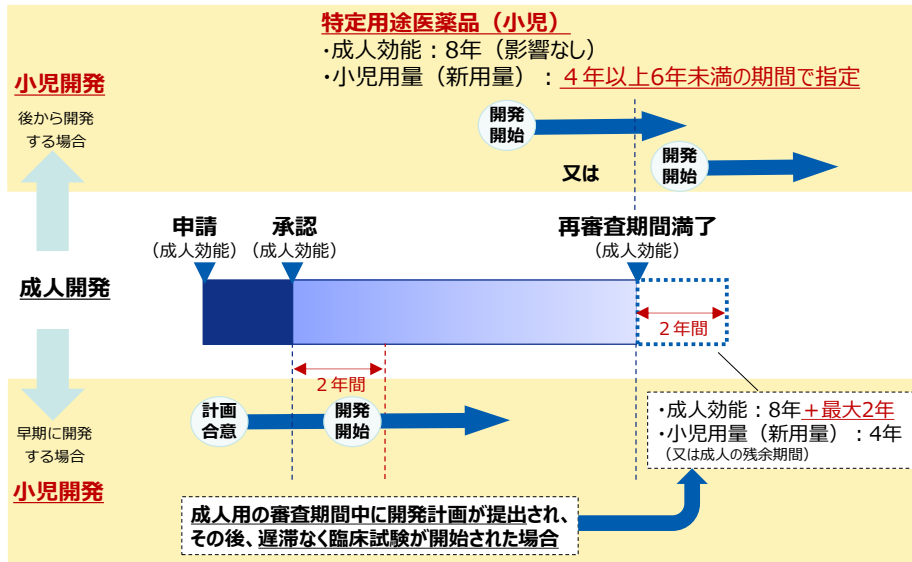 特定用途医薬品（小児）
・成人効能：8年（影響なし）
・小児用量（新用量）：４年以上6年未満の期間で指定
小児開発
後から開発
する場合
開発
開始
又は
開発
開始
申請
（成人効能）
承認
（成人効能）
再審査期間満了
（成人効能）
成人開発
２年間
２年間
早期に開発
する場合
小児開発
計画
合意
開発
開始
・成人効能：8年＋最大2年
・小児用量（新用量）：4年
（又は成人の残余期間）
成人用の審査期間中に開発計画が提出され、
その後、遅滞なく臨床試験が開始された場合